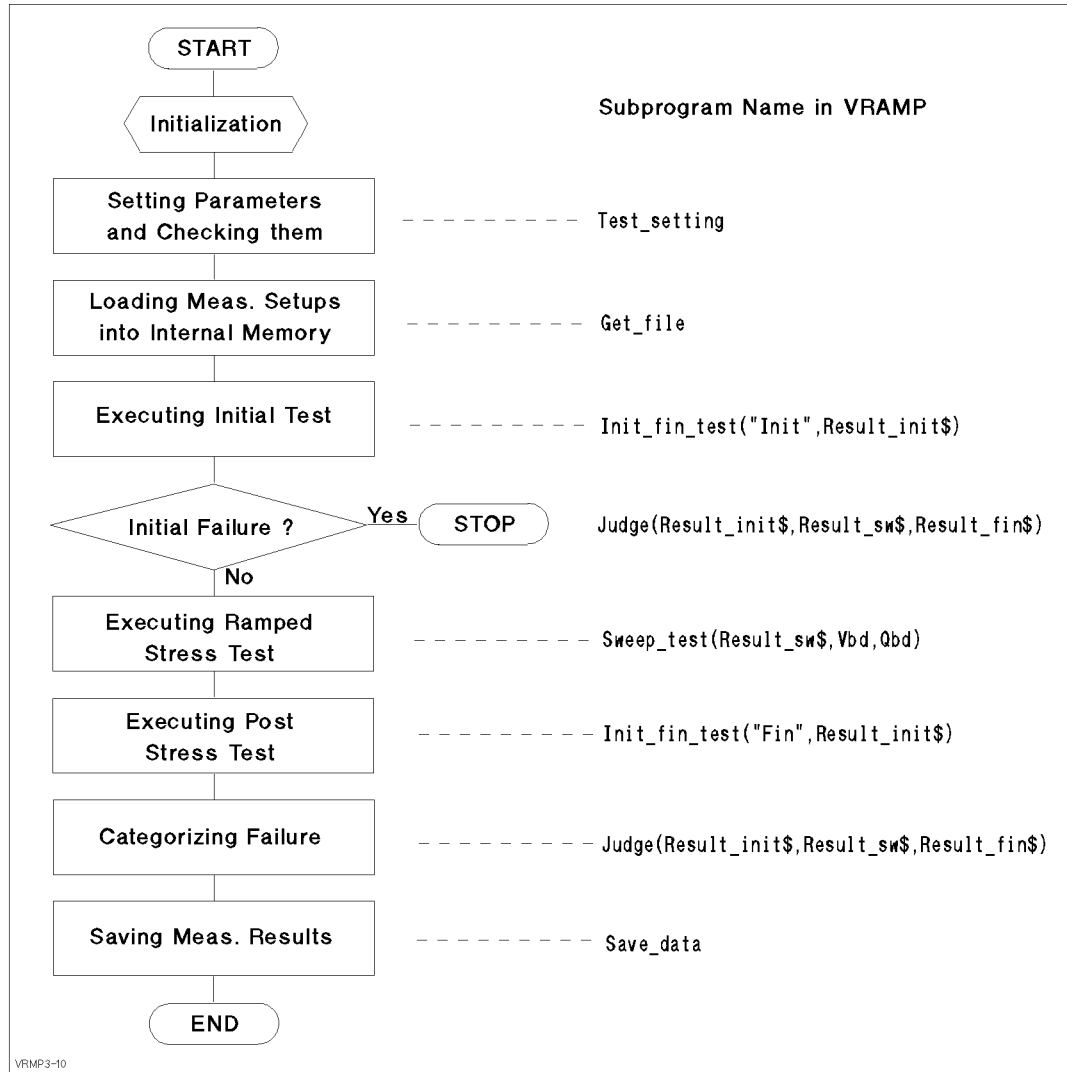 START
Initialization
Subprogram Name in VRAMP
Setting Parameters
and Checking them
Test_setting
Loading Meas. Setups
into Internal Memory
Get_file
Executing Initial Test
Init_fin_test("Init",Result_init$)
Initial Failure ?
Yes
STOP
Judge(Result_init$,Result_sw$,Result_fin$)
No
Executing Ramped
Stress Test
Sweep_test(Result_sw$,Vbd,Qbd)
Executing Post
Stress Test
Init_fin_test("Fin",Result_init$)
Categorizing Failure
Judge(Result_init$,Result_sw$,Result_fin$)
Saving Meas. Results
Save_data
END
VRMP3-10